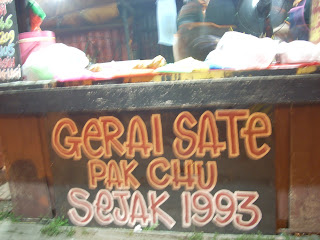 GERAI SATE
PAK CHU
SEJAK 1993